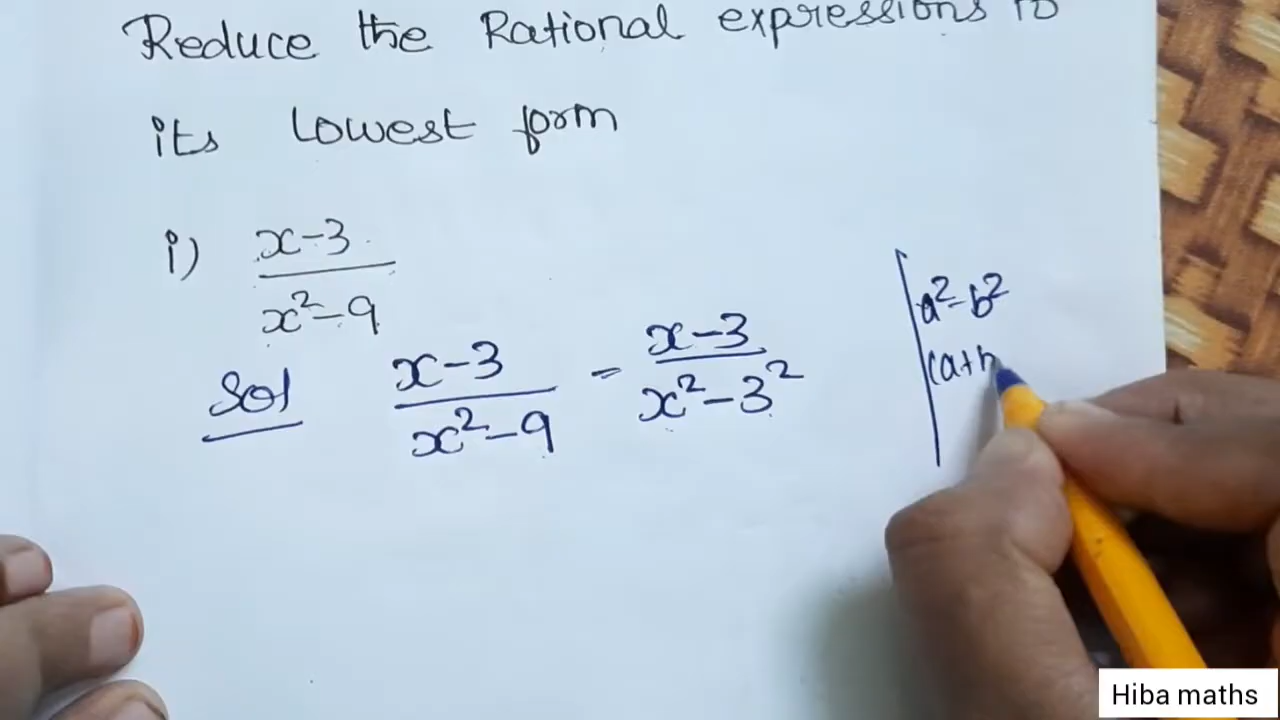 Reduce the Rational expressions to
its lowest form
i) x-3 / x²-9
Sol x-3 / x²-9 = x-3 / x²-3²
a²-b²
(a+b
Hiba maths